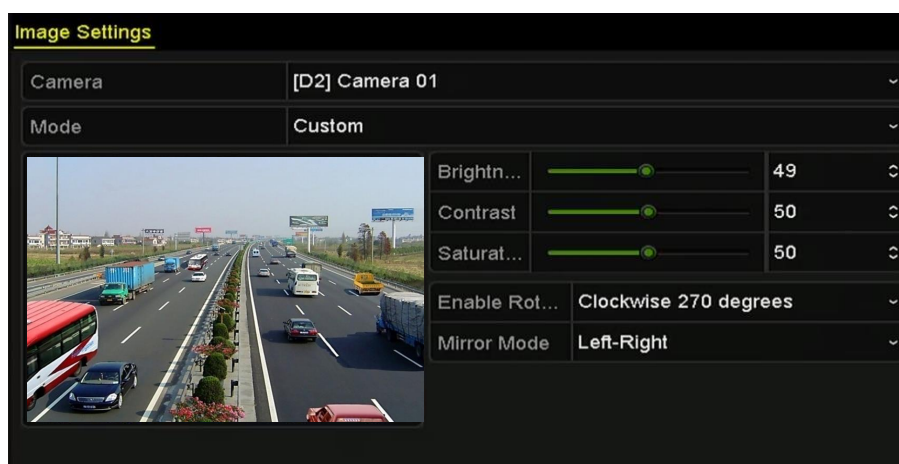 Image Settings
Camera [D2] Camera 01
Mode Custom
Brightn... 49
Contrast 50
Saturat... 50
Enable Rot... Clockwise 270 degrees
Mirror Mode Left-Right